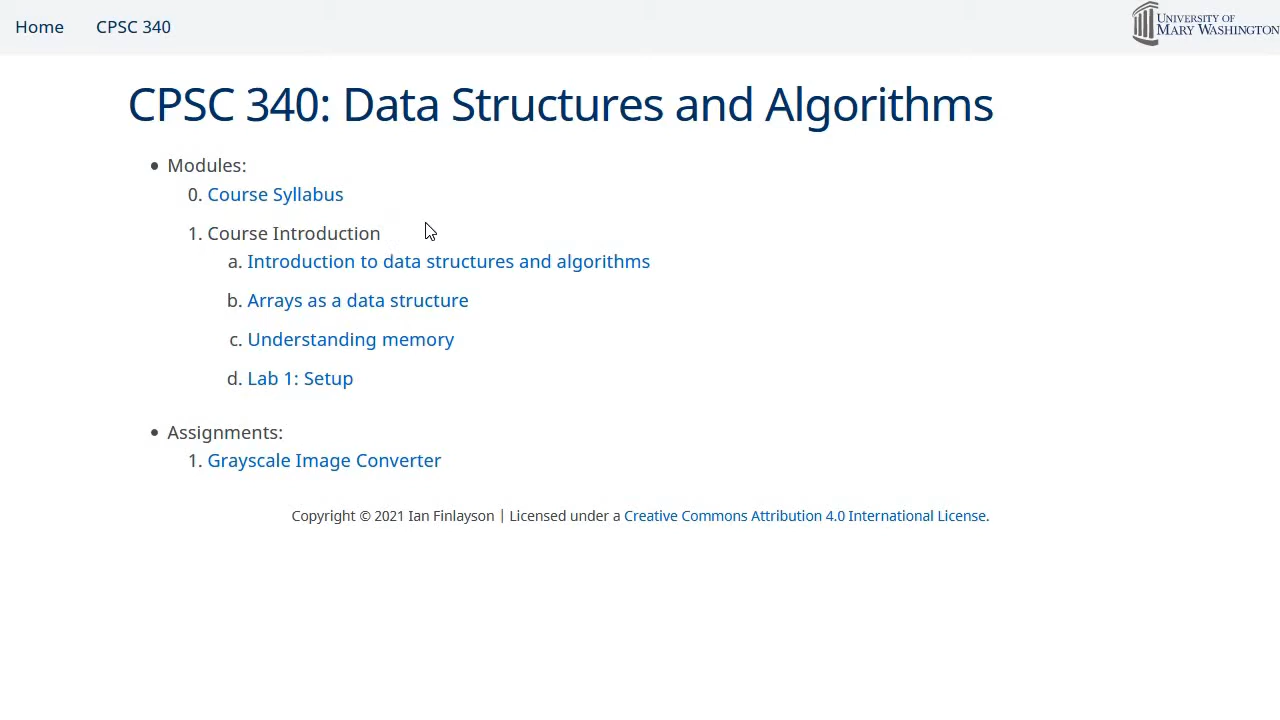 Home CPSC 340
UNIVERSITY OF
MARY WASHINGTON
CPSC 340: Data Structures and Algorithms
• Modules:
0. Course Syllabus
1. Course Introduction
a. Introduction to data structures and algorithms
b. Arrays as a data structure
c. Understanding memory
d. Lab 1: Setup
• Assignments:
1. Grayscale Image Converter
Copyright © 2021 Ian Finlayson | Licensed under a Creative Commons Attribution 4.0 International License.